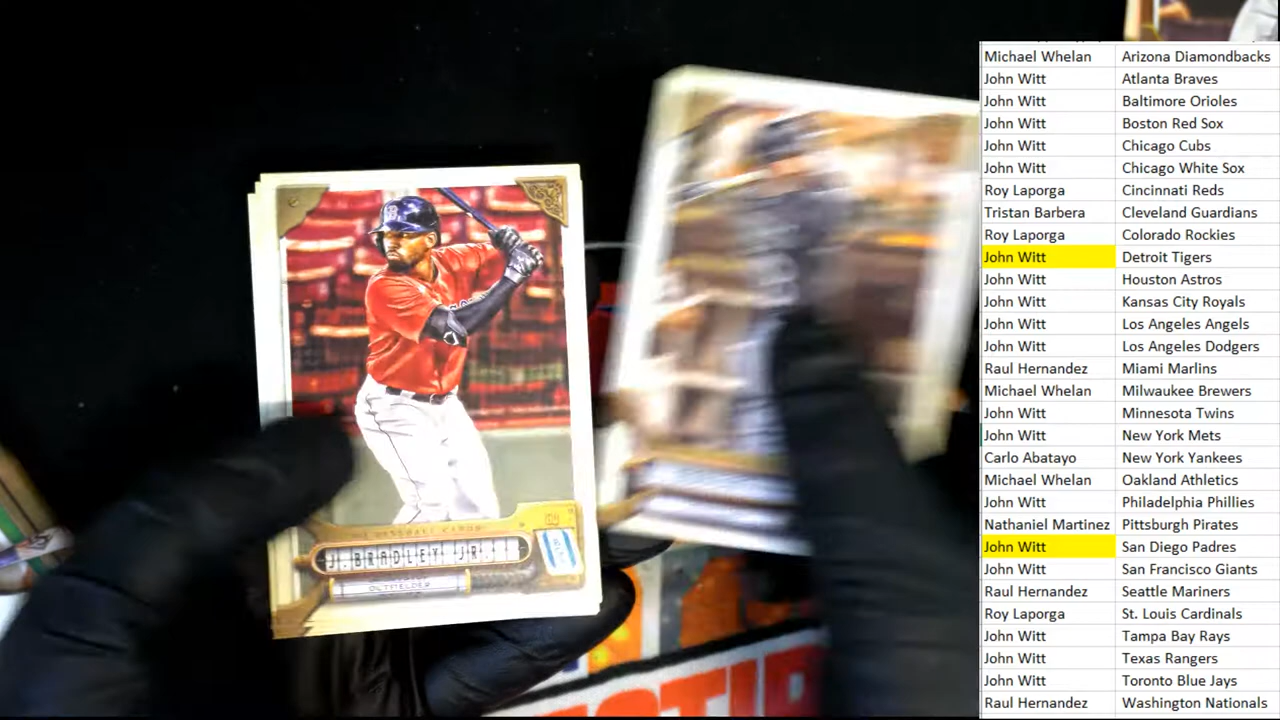 J. BRADLEY JR.
OUTFIELDER
Michael Whelan Arizona Diamondbacks
John Witt Atlanta Braves
John Witt Baltimore Orioles
John Witt Boston Red Sox
John Witt Chicago Cubs
John Witt Chicago White Sox
Roy Laporga Cincinnati Reds
Tristan Barbera Cleveland Guardians
Roy Laporga Colorado Rockies
John Witt Detroit Tigers
John Witt Houston Astros
John Witt Kansas City Royals
John Witt Los Angeles Angels
John Witt Los Angeles Dodgers
Raul Hernandez Miami Marlins
Michael Whelan Milwaukee Brewers
John Witt Minnesota Twins
John Witt New York Mets
Carlo Abatayo New York Yankees
Michael Whelan Oakland Athletics
John Witt Philadelphia Phillies
Nathaniel Martinez Pittsburgh Pirates
John Witt San Diego Padres
John Witt San Francisco Giants
Raul Hernandez Seattle Mariners
Roy Laporga St. Louis Cardinals
John Witt Tampa Bay Rays
John Witt Texas Rangers
John Witt Toronto Blue Jays
Raul Hernandez Washington Nationals